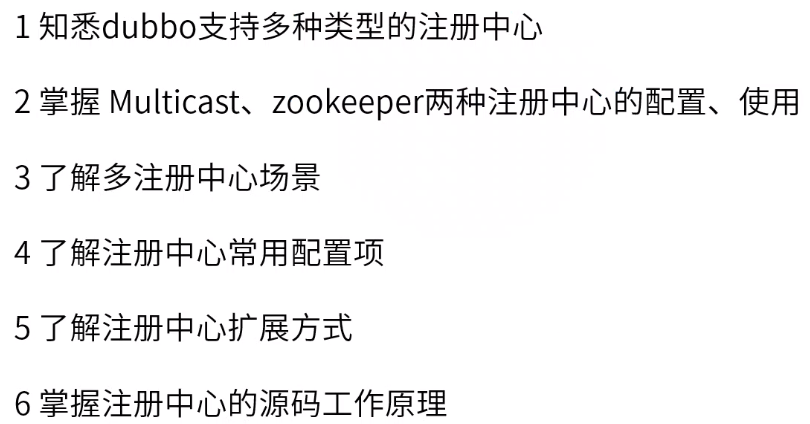 1 知悉dubbo支持多种类型的注册中心
2 掌握 Multicast、zookeeper两种注册中心的配置、使用
3 了解多注册中心场景
4 了解注册中心常用配置项
5 了解注册中心扩展方式
6 掌握注册中心的源码工作原理